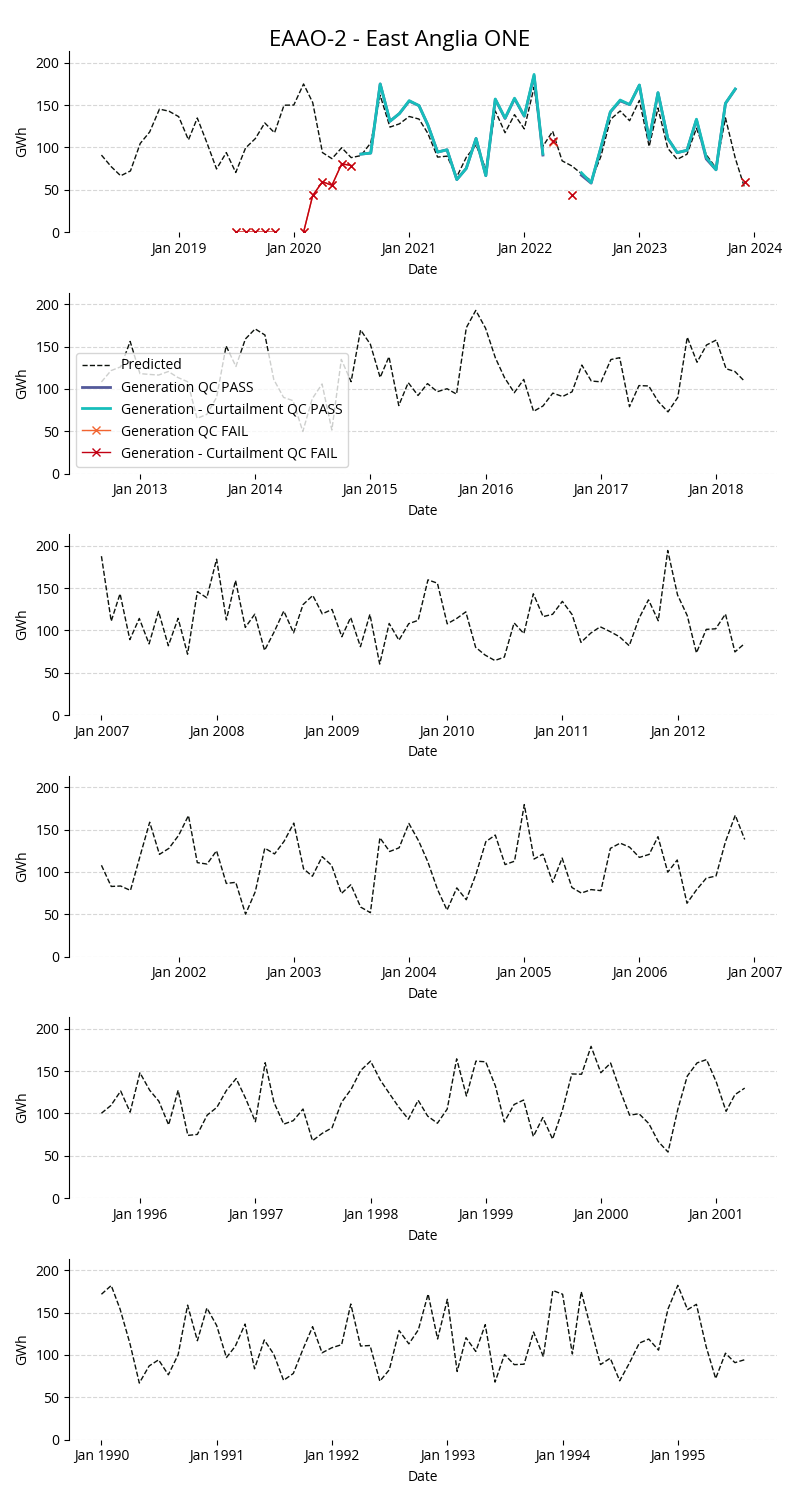 EAAO-2 - East Anglia ONE
200
150
100
50
0
GWh
Jan 2019
Jan 2020
Jan 2021
Jan 2022
Jan 2023
Jan 2024
Date
200
150
100
50
0
GWh
Predicted
Generation QC PASS
Generation - Curtailment QC PASS
Generation QC FAIL
Generation - Curtailment QC FAIL
Jan 2013
Jan 2014
Jan 2015
Jan 2016
Jan 2017
Jan 2018
Date
200
150
100
50
0
GWh
Jan 2007
Jan 2008
Jan 2009
Jan 2010
Jan 2011
Jan 2012
Date
200
150
100
50
0
GWh
Jan 2002
Jan 2003
Jan 2004
Jan 2005
Jan 2006
Jan 2007
Date
200
150
100
50
0
GWh
Jan 1996
Jan 1997
Jan 1998
Jan 1999
Jan 2000
Jan 2001
Date
200
150
100
50
0
GWh
Jan 1990
Jan 1991
Jan 1992
Jan 1993
Jan 1994
Jan 1995
Date